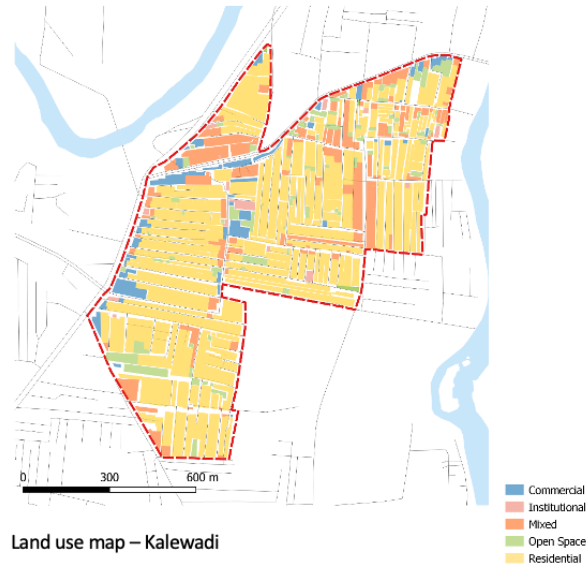 0 300 600 m
Commercial
Institutional
Mixed
Open Space
Residential
Land use map – Kalewadi